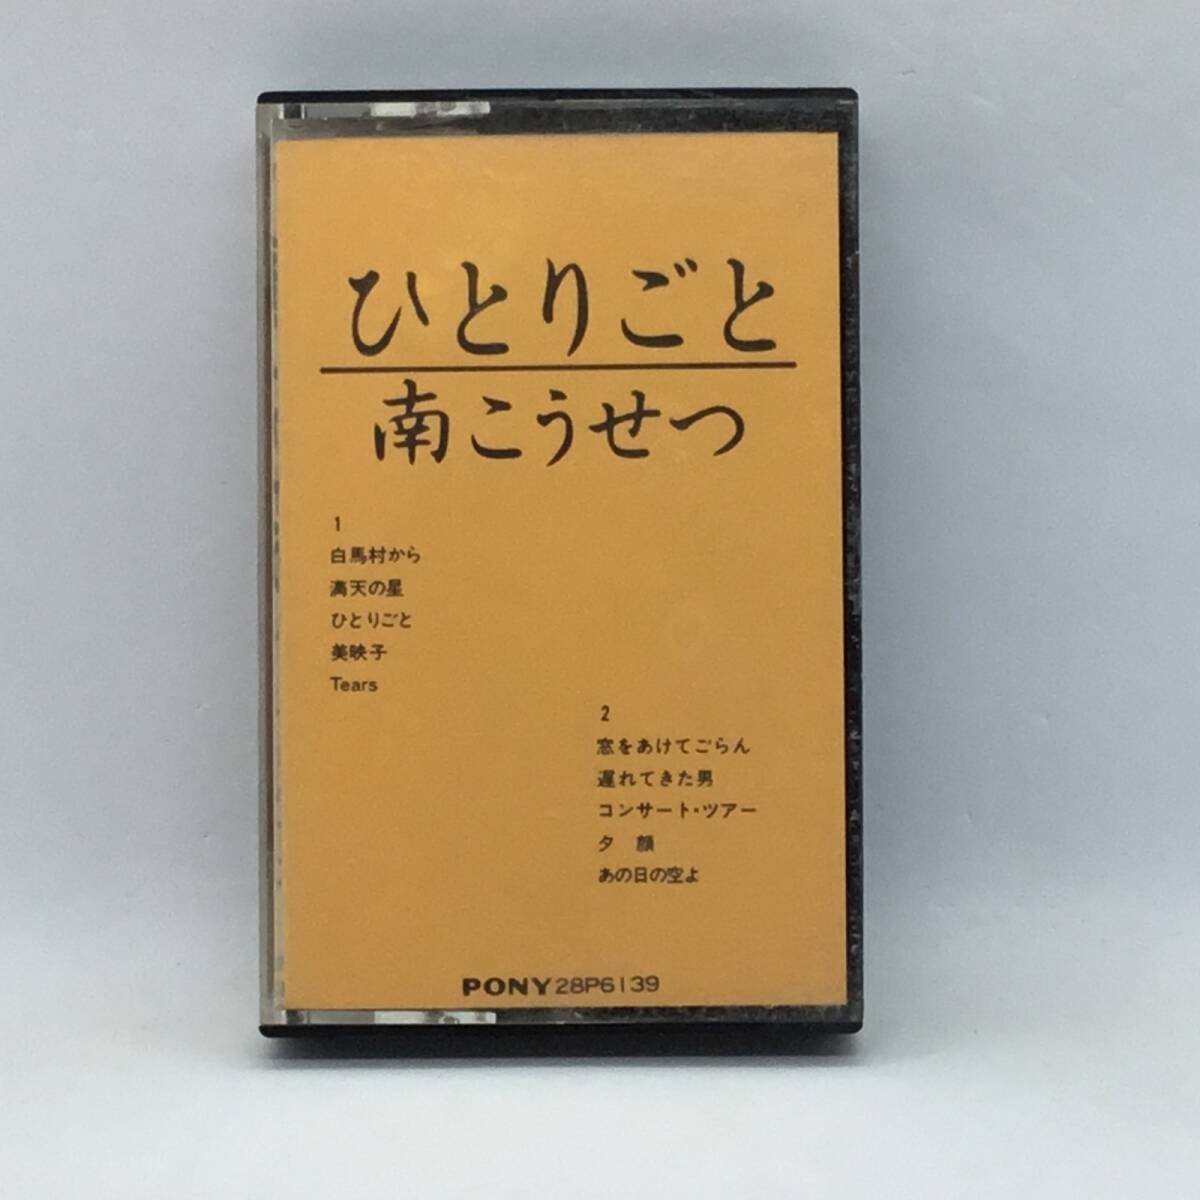 ひとりごと
南こうせつ
1
白馬村から
満天の星
ひとりごと
美映子
Tears
2
窓をあけてごらん
遅れてきた男
コンサート・ツアー
夕 顔
あの日の空よ
PONY 28P6139